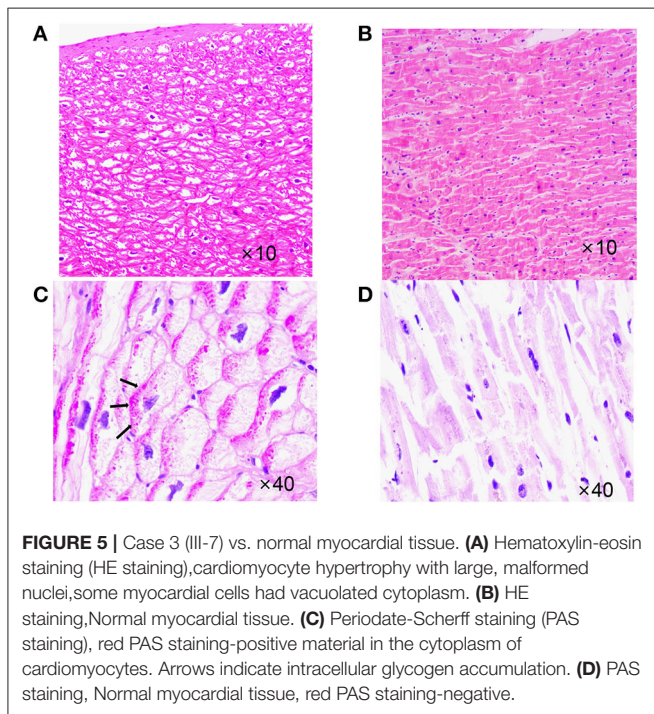 A
B
×10
×10
C
D
×40
×40
FIGURE 5 | Case 3 (III-7) vs. normal myocardial tissue. (A) Hematoxylin-eosin
staining (HE staining),cardiomyocyte hypertrophy with large, malformed
nuclei,some myocardial cells had vacuolated cytoplasm. (B) HE
staining,Normal myocardial tissue. (C) Periodate-Scherff staining (PAS
staining), red PAS staining-positive material in the cytoplasm of
cardiomyocytes. Arrows indicate intracellular glycogen accumulation. (D) PAS
staining, Normal myocardial tissue, red PAS staining-negative.